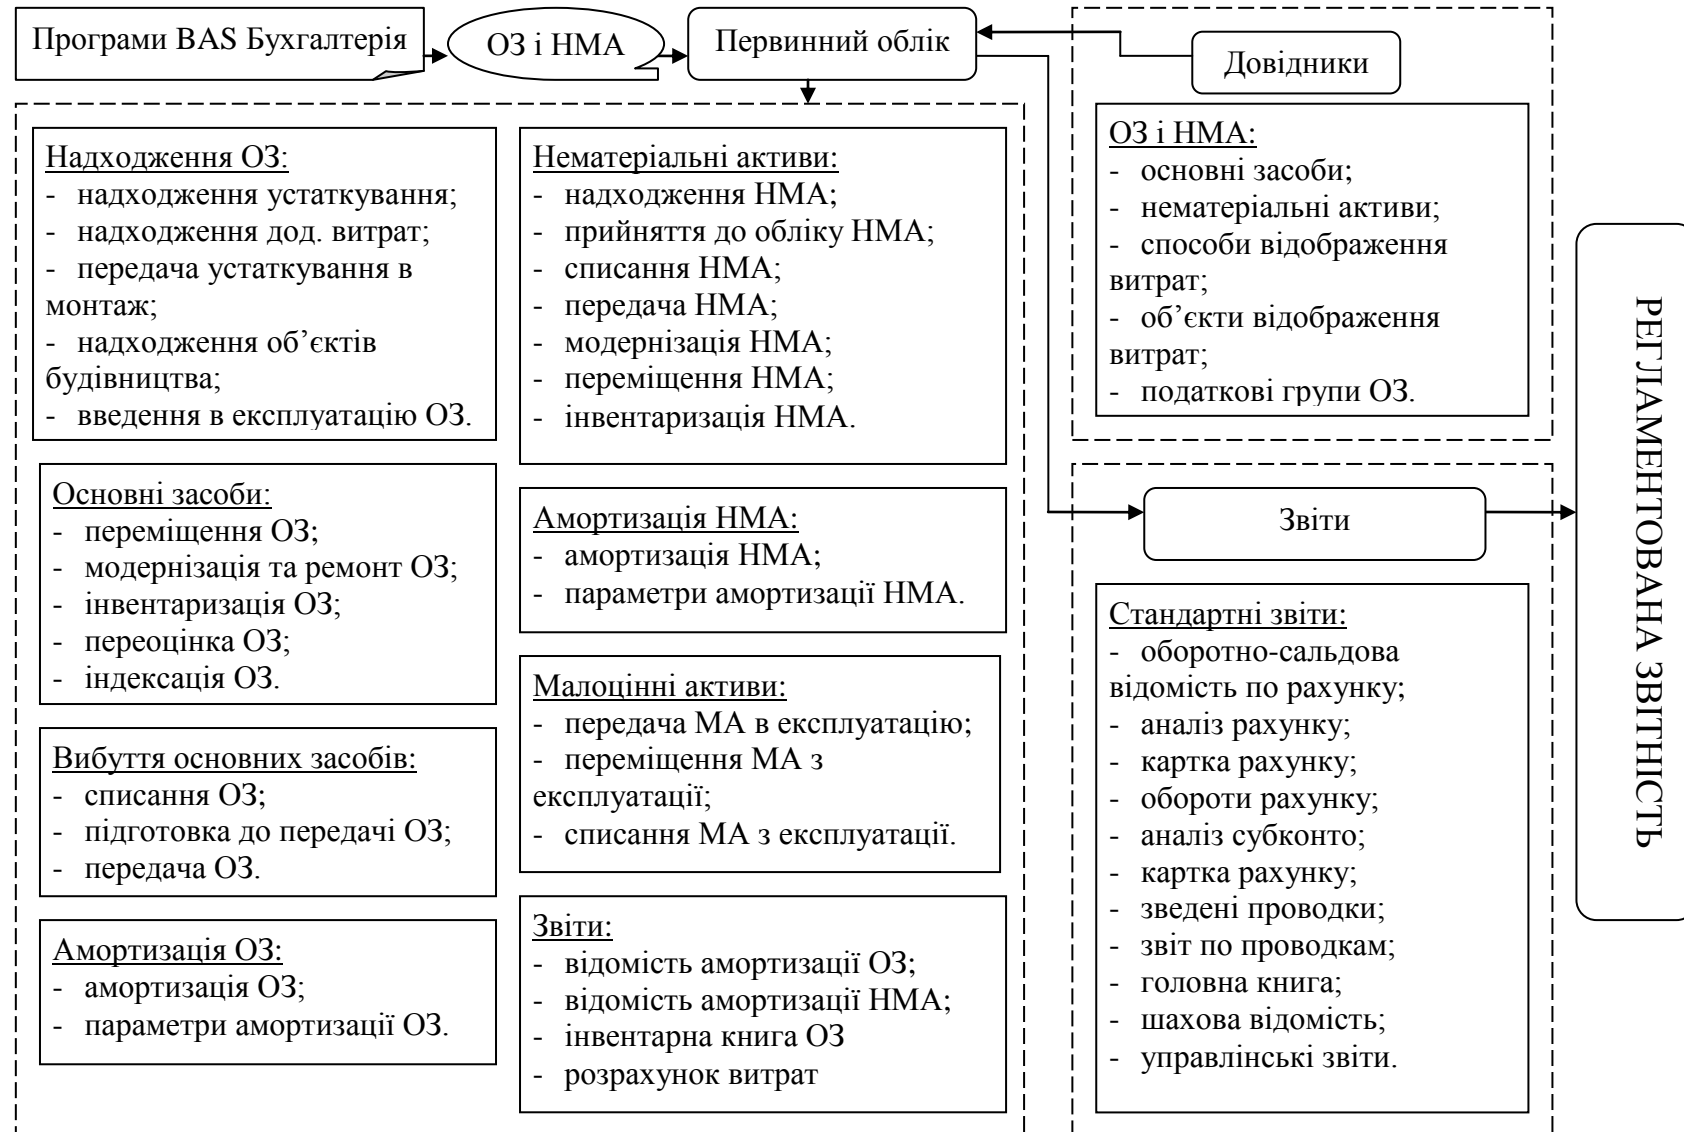 Програми BAS Бухгалтерія
ОЗ і НМА
Первинний облік
Довідники
Надходження ОЗ:
- надходження устаткування;
- надходження дод. витрат;
- передача устаткування в
монтаж;
- надходження об’єктів
будівництва;
- введення в експлуатацію ОЗ.
Основні засоби:
- переміщення ОЗ;
- модернізація та ремонт ОЗ;
- інвентаризація ОЗ;
- переоцінка ОЗ;
- індексація ОЗ.
Вибуття основних засобів:
- списання ОЗ;
- підготовка до передачі ОЗ;
- передача ОЗ.
Амортизація ОЗ:
- амортизація ОЗ;
- параметри амортизації ОЗ.
Нематеріальні активи:
- надходження НМА;
- прийняття до обліку НМА;
- списання НМА;
- передача НМА;
- модернізація НМА;
- переміщення НМА;
- інвентаризація НМА.
Амортизація НМА:
- амортизація НМА;
- параметри амортизації НМА.
Малоцінні активи:
- передача МА в експлуатацію;
- переміщення МА з
експлуатації;
- списання МА з експлуатації.
Звіти:
- відомість амортизації ОЗ;
- відомість амортизації НМА;
- інвентарна книга ОЗ
- розрахунок витрат
ОЗ і НМА:
- основні засоби;
- нематеріальні активи;
- способи відображення
витрат;
- об’єкти відображення
витрат;
- податкові групи ОЗ.
Звіти
Стандартні звіти:
- оборотно-сальдова
відомість по рахунку;
- аналіз рахунку;
- картка рахунку;
- обороти рахунку;
- аналіз субконто;
- картка рахунку;
- зведені проводки;
- звіт по проводкам;
- головна книга;
- шахова відомість;
- управлінські звіти.
РЕГЛАМЕНТОВАНА ЗВІТНІСТЬ